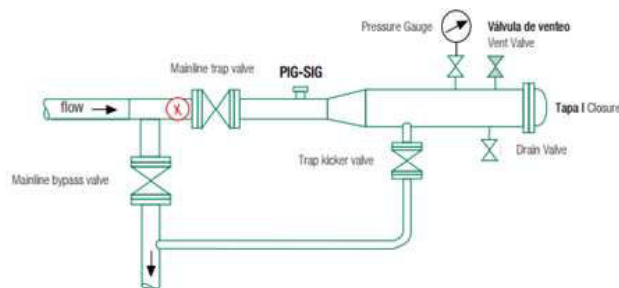 Pressure Gauge
Válvula de venteo
Vent Valve
Mainline trap valve
PIG-SIG
flow
Tapa I Closure
Trap kicker valve
Drain Valve
Mainline bypass valve